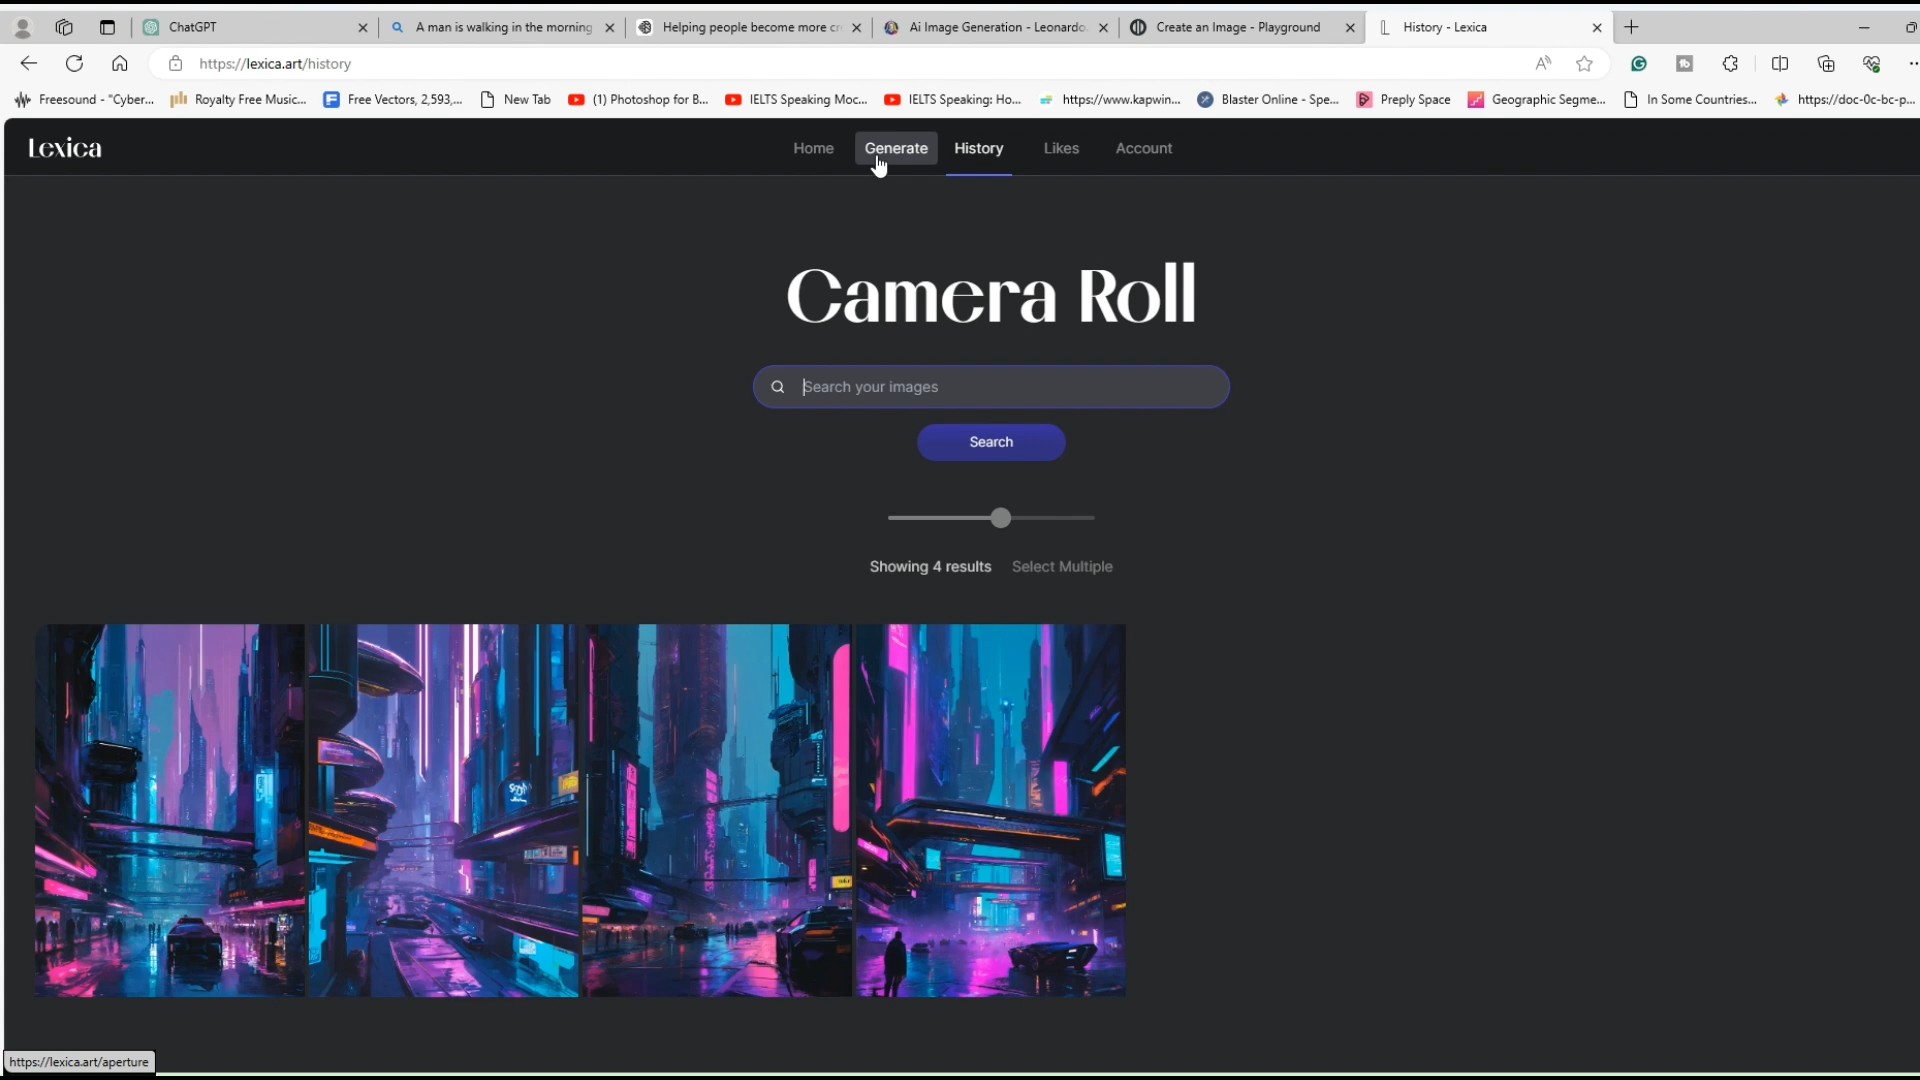 ChatGPT
A man is walking in the morning
Helping people become more cr
Ai Image Generation - Leonardo.
Create an Image - Playground
History - Lexica
https://lexica.art/history
Freesound - "Cyber...
Royalty Free Music...
Free Vectors, 2,593,...
New Tab
(1) Photoshop for B...
IELTS Speaking Moc...
IELTS Speaking: Ho...
https://www.kapwin...
Blaster Online - Spe...
Preply Space
Geographic Segme...
In Some Countries...
https://doc-0c-bc-p...
Lexica
Home
Generate
History
Likes
Account
Camera Roll
Search your images
Search
Showing 4 results
Select Multiple
https://lexica.art/aperture